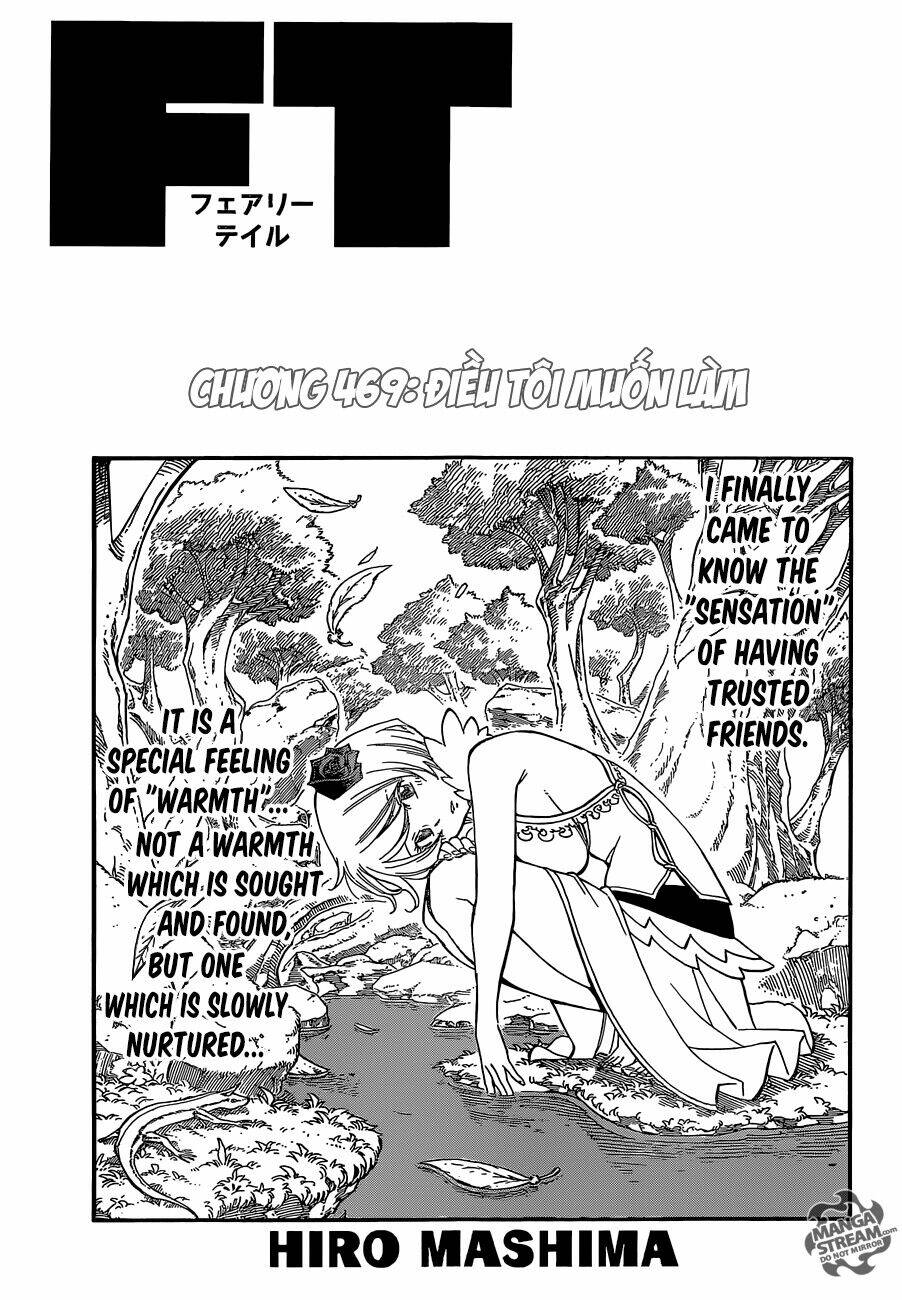 FT
フェアリー
テイル
CHƯƠNG 469: ĐIỀU TÔI MUỐN LÀM
I FINALLY
CAME TO
KNOW THE
"SENSATION"
OF HAVING
TRUSTED
FRIENDS.
IT IS A
SPECIAL FEELING
OF "WARMTH"...
NOT A WARMTH
WHICH IS SOUGHT
AND FOUND,
BUT ONE
WHICH IS SLOWLY
NURTURED...
HIRO MASHIMA
MANGA
STREAM.com
DO NOT MIRROR